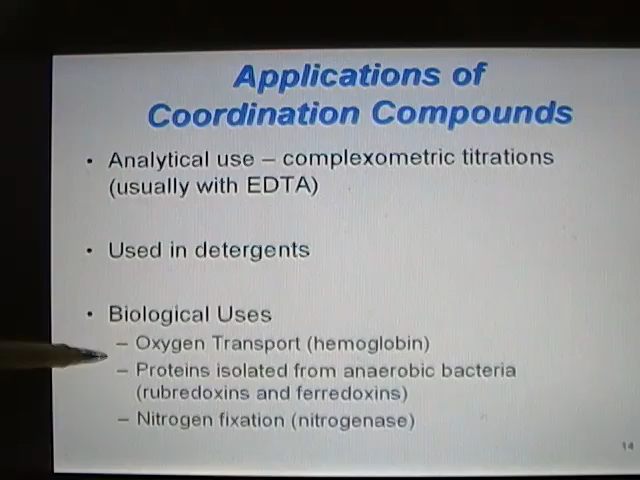 Applications of
Coordination Compounds
• Analytical use – complexometric titrations
(usually with EDTA)
• Used in detergents
• Biological Uses
– Oxygen Transport (hemoglobin)
– Proteins isolated from anaerobic bacteria
(rubredoxins and ferredoxins)
– Nitrogen fixation (nitrogenase)
14